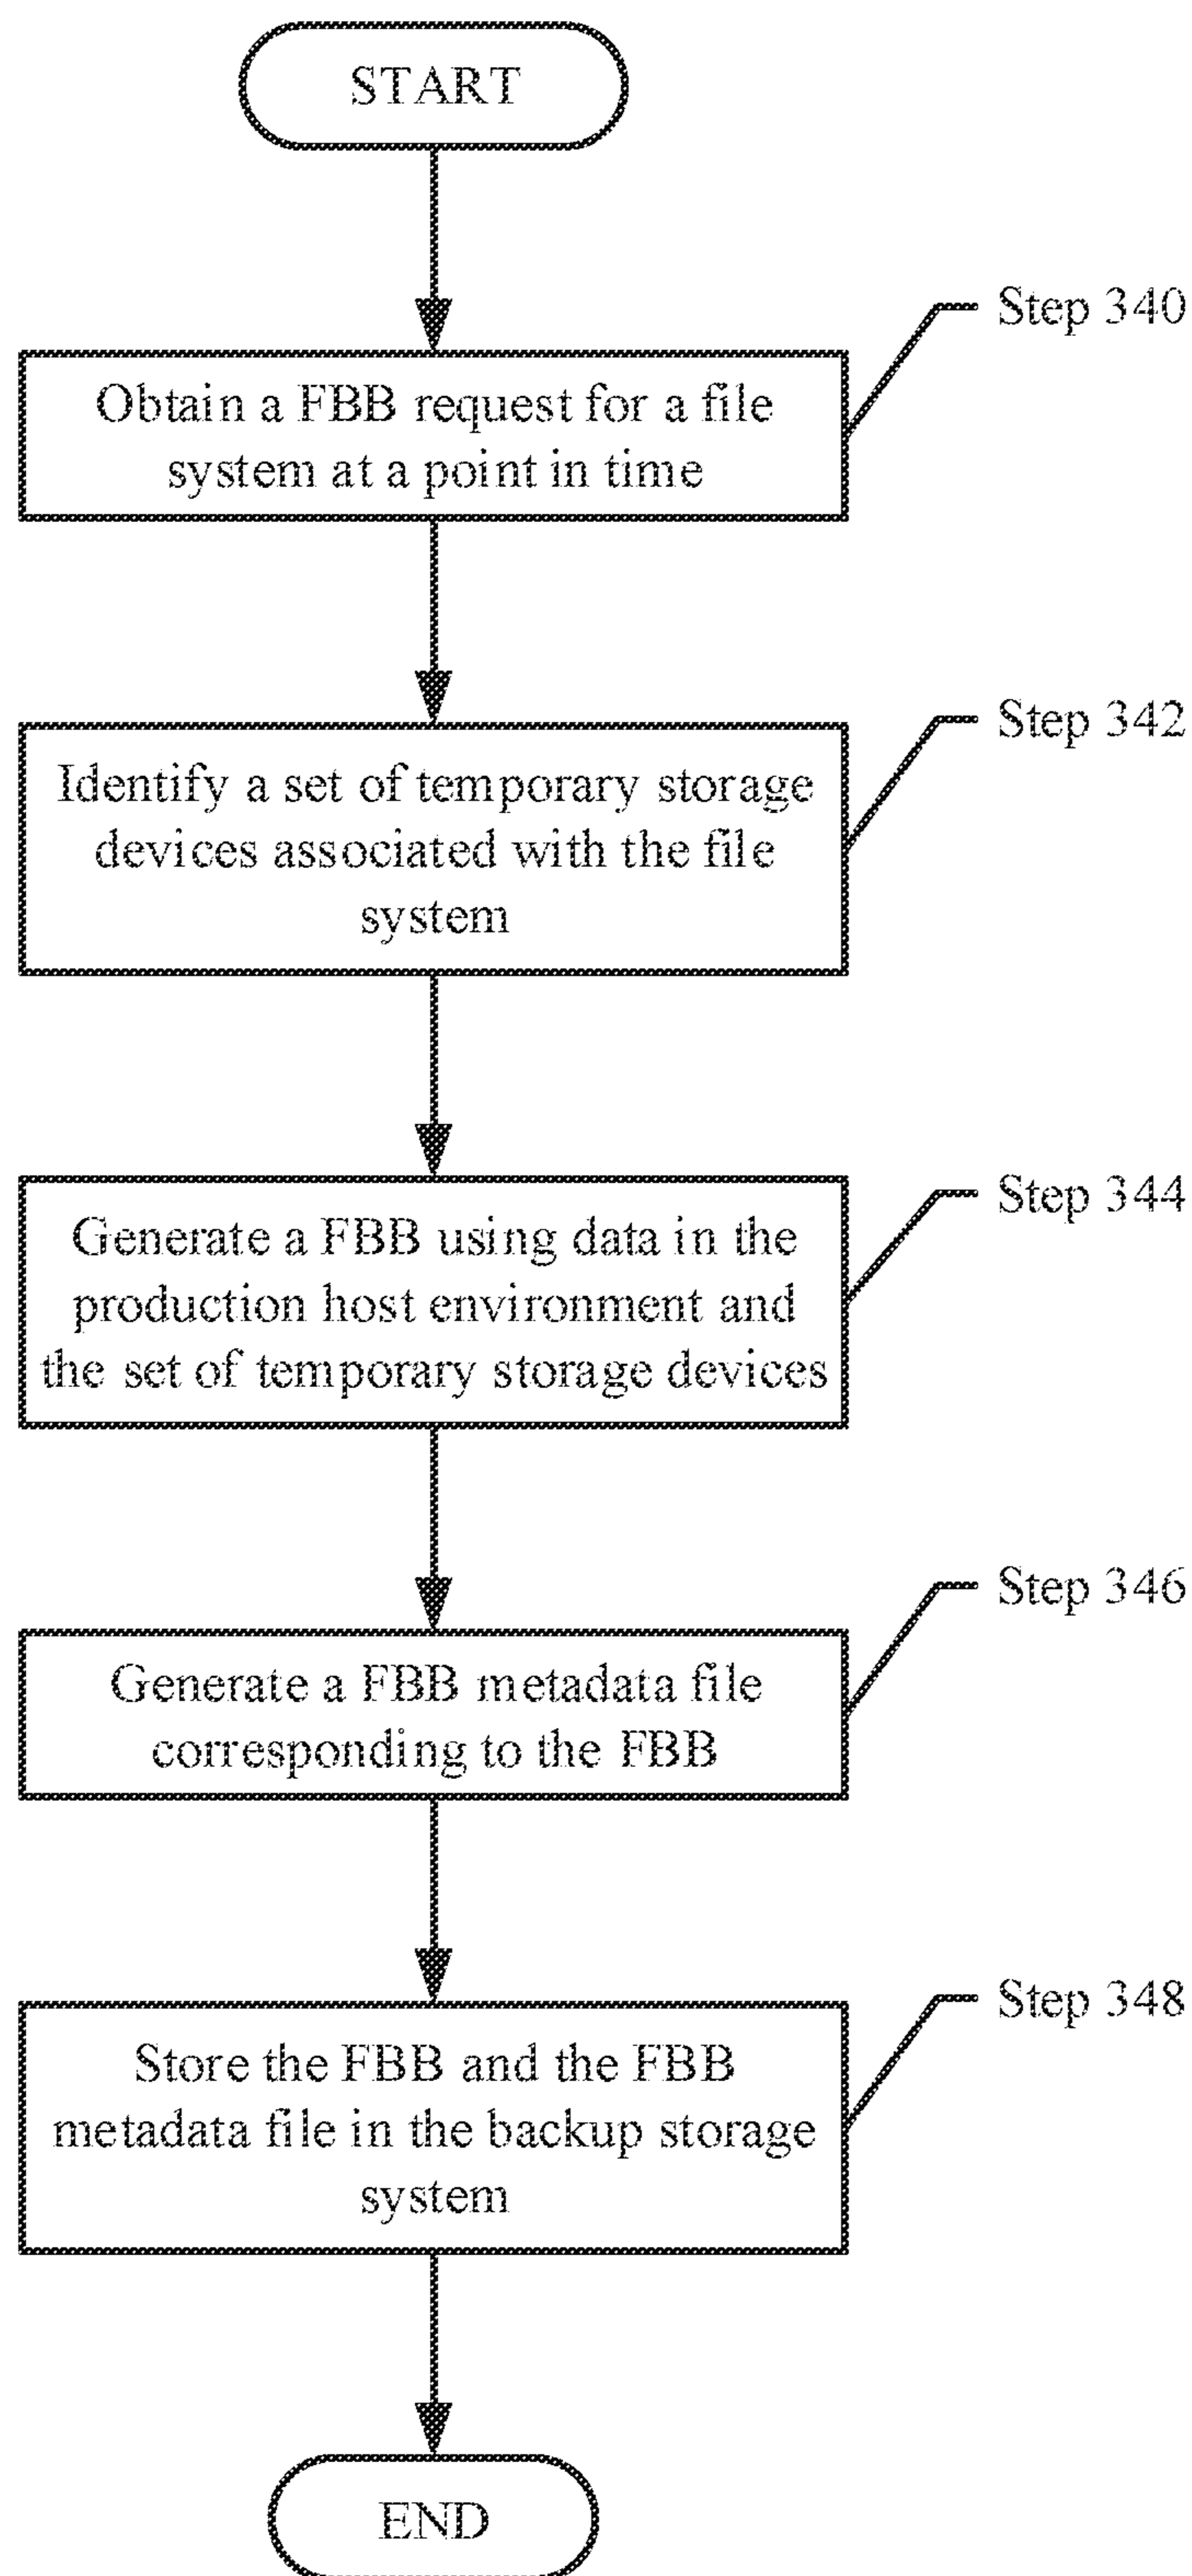 START
Step 340
Obtain a FBB request for a file
system at a point in time
Step 342
Identify a set of temporary storage
devices associated with the file
system
Step 344
Generate a FBB using data in the
production host environment and
the set of temporary storage devices
Step 346
Generate a FBB metadata file
corresponding to the FBB
Step 348
Store the FBB and the FBB
metadata file in the backup storage
system
END